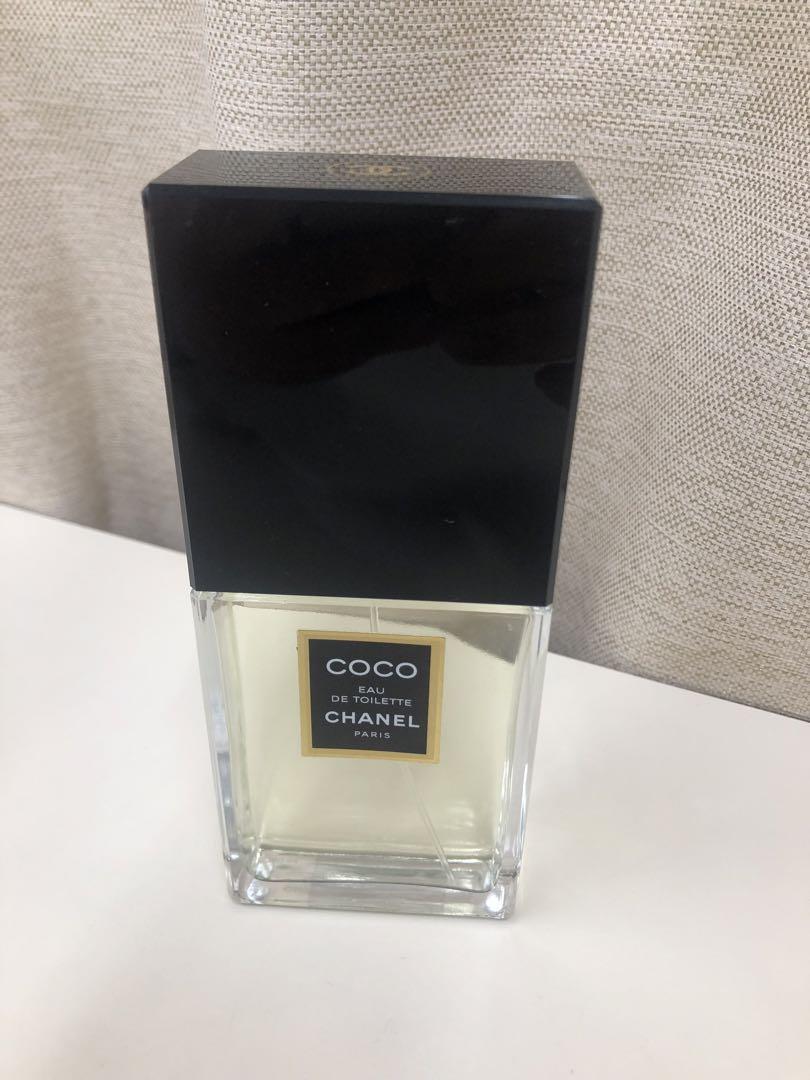 COCO
EAU
DE TOILETTE
CHANEL
PARIS